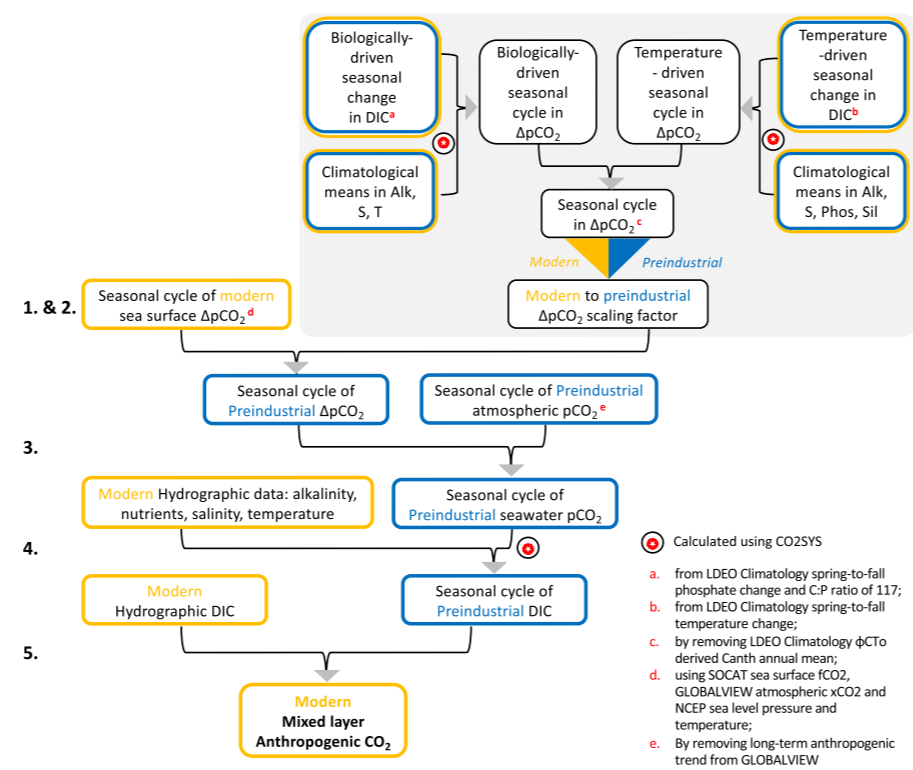 Biologically-
driven
seasonal
change
in DICᵃ
Climatological
means in Alk,
S, T
Biologically-
driven
seasonal
cycle in
ΔpCO₂
Temperature
- driven
seasonal
cycle in
ΔpCO₂
Temperature
-driven
seasonal
change in
DICᵇ
Climatological
means in Alk,
S, Phos, Sil
Seasonal cycle
in ΔpCO₂ ᶜ
Modern
Preindustrial
Modern to preindustrial
ΔpCO₂ scaling factor
1. & 2.
Seasonal cycle of modern
sea surface ΔpCO₂ ᵈ
Seasonal cycle of
Preindustrial ΔpCO₂
Seasonal cycle of Preindustrial
atmospheric pCO₂ ᵉ
3.
Modern Hydrographic data: alkalinity,
nutrients, salinity, temperature
Seasonal cycle of
Preindustrial seawater pCO₂
4.
Modern
Hydrographic DIC
Seasonal cycle of
Preindustrial DIC
5.
Modern
Mixed layer
Anthropogenic CO₂
Calculated using CO2SYS
a. from LDEO Climatology spring-to-fall
phosphate change and C:P ratio of 117;
b. from LDEO Climatology spring-to-fall
temperature change;
c. by removing LDEO Climatology ϕCTo
derived Canth annual mean;
d. using SOCAT sea surface fCO2,
GLOBALVIEW atmospheric xCO2 and
NCEP sea level pressure and
temperature;
e. By removing long-term anthropogenic
trend from GLOBALVIEW